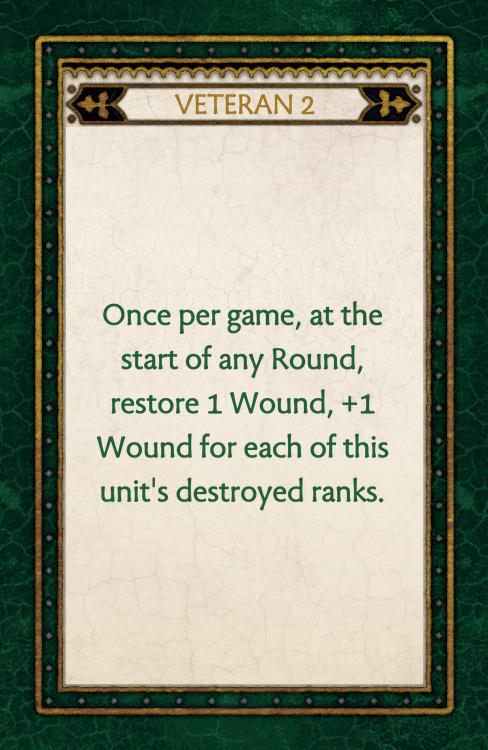 VETERAN 2
Once per game, at the
start of any Round,
restore 1 Wound, +1
Wound for each of this
unit's destroyed ranks.